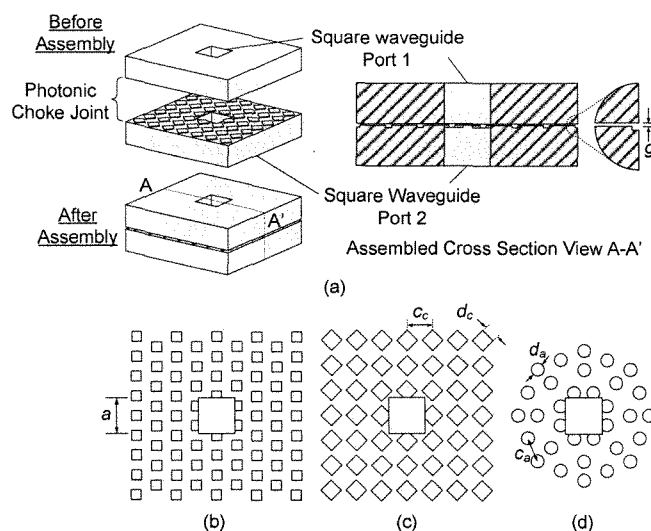 Before
Assembly
Square waveguide
Port 1
Photonic
Choke Joint
g
A
A'
Square Waveguide
Port 2
After
Assembly
Assembled Cross Section View A-A'
(a)
c_c
d_c
d_a
a
c_a
(b)
(c)
(d)